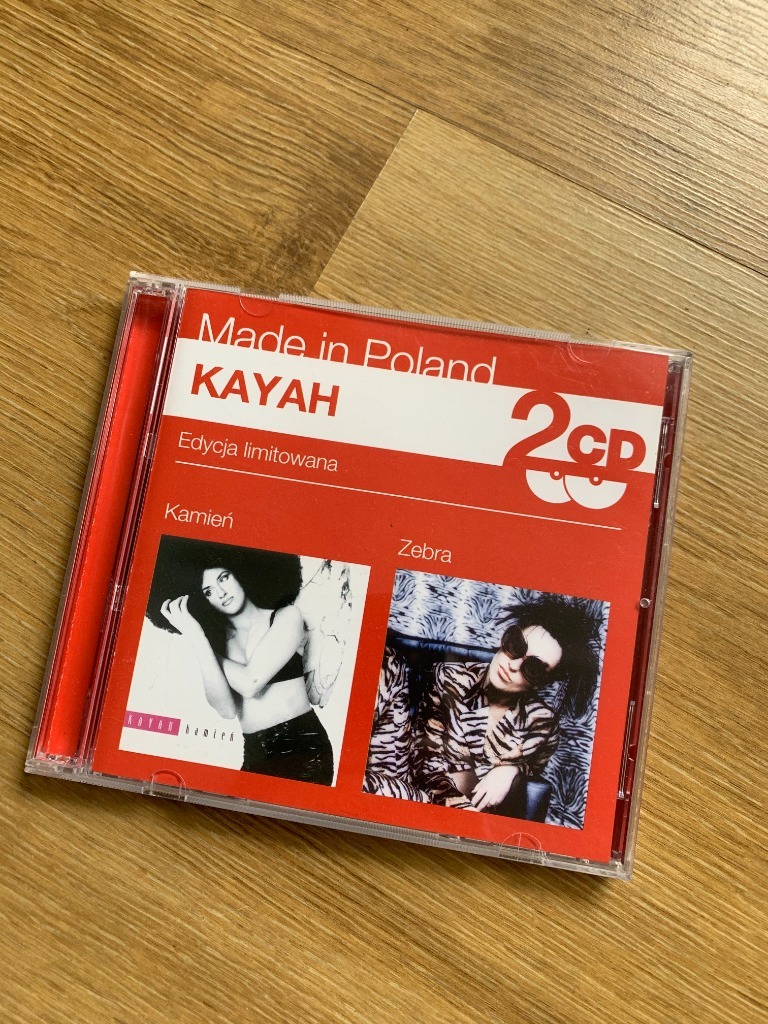 Made in Poland
KAYAH
2CD
Edycja limitowana
Kamień
Zebra
KAYAH kamień